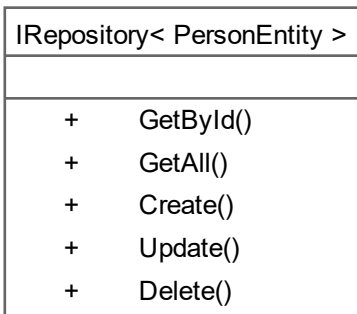 IRepository< PersonEntity >
+ GetById()
+ GetAll()
+ Create()
+ Update()
+ Delete()